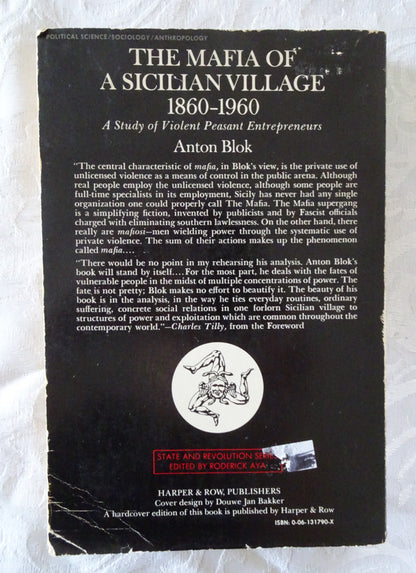 POLITICAL SCIENCE/SOCIOLOGY/ANTHROPOLOGY
THE MAFIA OF
A SICILIAN VILLAGE
1860-1960
A Study of Violent Peasant Entrepreneurs
Anton Blok
"The central characteristic of mafia, in Blok's view, is the private use of
unlicensed violence as a means of control in the public arena. Although
real people employ the unlicensed violence, although some people are
full-time specialists in its employment, Sicily has never had any single
organization one could properly call The Mafia. The Mafia supergang
is a simplifying fiction, invented by publicists and by Fascist officials
charged with eliminating southern lawlessness. On the other hand, there
really are mafiosi—men wielding power through the systematic use of
private violence. The sum of their actions makes up the phenomenon
called mafia....
"There would be no point in my rehearsing his analysis. Anton Blok's
book will stand by itself....For the most part, he deals with the fates of
vulnerable people in the midst of multiple concentrations of power. The
fate is not pretty; Blok makes no effort to beautify it. The beauty of his
book is in the analysis, in the way he ties everyday routines, ordinary
suffering, concrete social relations in one forlorn Sicilian village to
structures of power and exploitation which are common throughout the
contemporary world."—Charles Tilly, from the Foreword
STATE AND REVOLUTION SERIE
EDITED BY RODERICK AYA
HARPER & ROW, PUBLISHERS
Cover design by Douwe Jan Bakker
A hardcover edition of this book is published by Harper & Row
ISBN: 0-06-131790-X